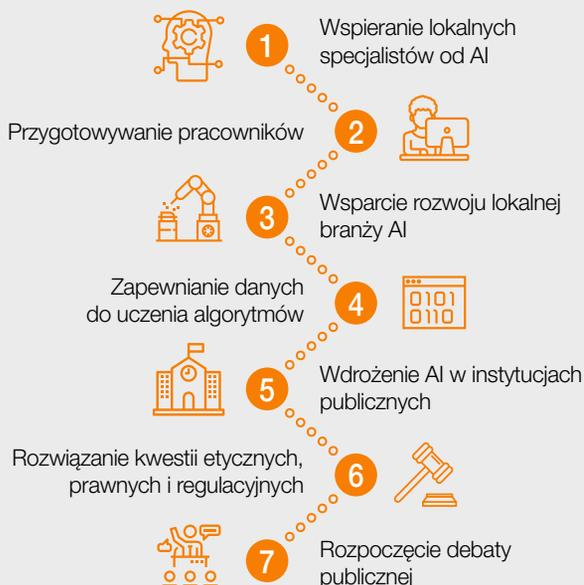 1
Wspieranie lokalnych
specjalistów od AI
Przygotowywanie pracowników
2
3
Wsparcie rozwoju lokalnej
branży AI
Zapewnianie danych
do uczenia algorytmów
4
0101
0110
5
Wdrożenie AI w instytucjach
publicznych
Rozwiązanie kwestii etycznych,
prawnych i regulacyjnych
6
7
Rozpoczęcie debaty
publicznej